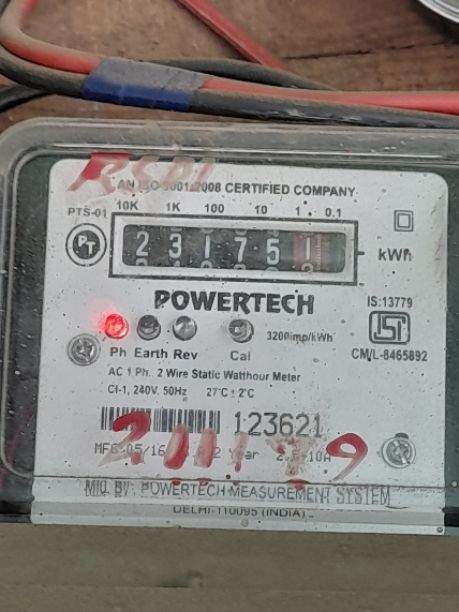 RSPL
AN ISO 9001:2008 CERTIFIED COMPANY
PTS-01 10K 1K 100 10 1 0.1
PT 2 3 1 7 5 1 kWh
POWERTECH
IS:13779
3200imp/kWh
Ph Earth Rev Cal
CM/L-8465892
AC 1 Ph.. 2 Wire Static Watthour Meter
Cl-1, 240V, 50Hz 27°C ± 2°C
123621
MFG.05/16 Year 10A
MFG. BY: POWERTECH MEASUREMENT SYSTEM
DELHI-110095 (INDIA)